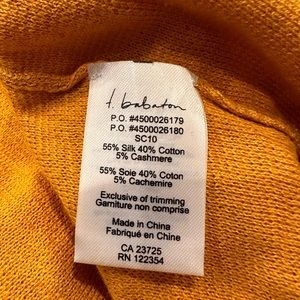 t. babaton
P.O. #4500026179
P.O. #4500026180
SC10
55% Silk 40% Cotton
5% Cashmere
55% Soie 40% Coton
5% Cachemire
Exclusive of trimming
Garniture non comprise
Made in China
Fabriqué en Chine
CA 23725
RN 122354